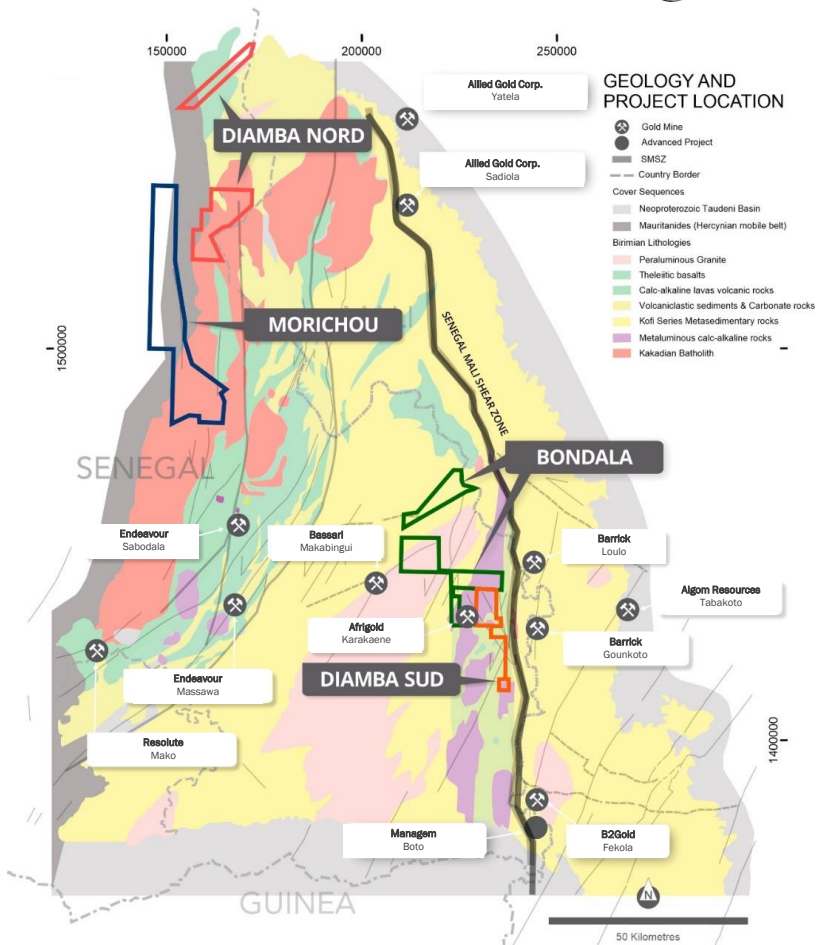 150000
200000
250000
Allied Gold Corp.
Yatela
DIAMBA NORD
Allied Gold Corp.
Sadiola
GEOLOGY AND
PROJECT LOCATION
Gold Mine
Advanced Project
SMSZ
Country Border
Cover Sequences
Neoproterozoic Taudeni Basin
Mauritanides (Hercynian mobile belt)
Birimian Lithologies
Peraluminous Granite
Theleiitic basalts
Calc-alkaline lavas volcanic rocks
Volcaniclastic sediments & Carbonate rocks
Kofi Series Metasedimentary rocks
Metaluminous calc-alkaline rocks
Kakadian Batholith
MORICHOU
1500000
SENEGAL MALI SHEAR ZONE
SENEGAL
BONDALA
Endeavour
Sabodala
Bassari
Makabingui
Barrick
Loulo
Algom Resources
Tabakoto
Afrigold
Karakaene
Barrick
Gounkoto
Endeavour
Massawa
DIAMBA SUD
Resolute
Mako
1400000
Managem
Boto
B2Gold
Fekola
GUINEA
N
50 Kilometres